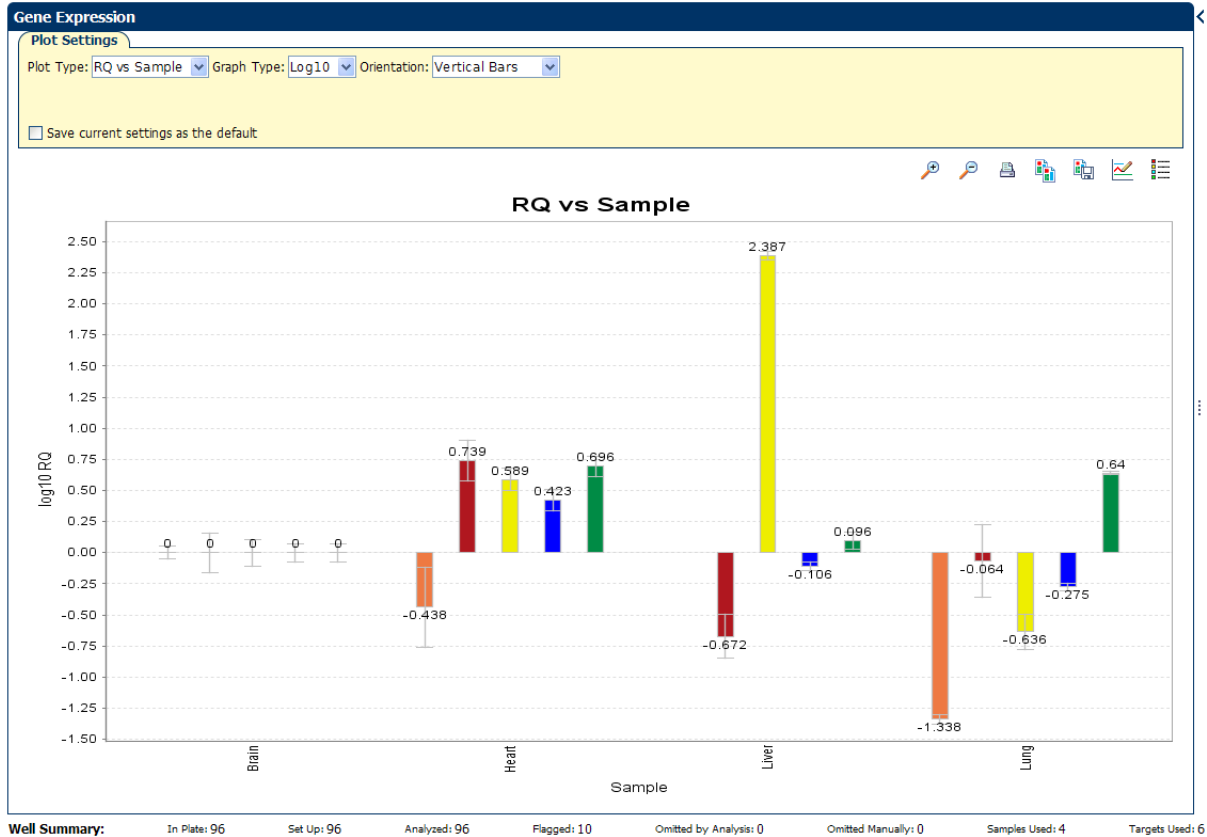 Gene Expression
Plot Settings
Plot Type: RQ vs Sample Graph Type: Log10 Orientation: Vertical Bars
Save current settings as the default
RQ vs Sample
2.50
2.25
2.00
1.75
1.50
1.25
1.00
0.75
0.50
0.25
0.00
-0.25
-0.50
-0.75
-1.00
-1.25
-1.50
log10 RQ
0 0 0 0 0
-0.438
0.739
0.589
0.423
0.696
-0.672
2.387
-0.106
0.096
-1.338
-0.064
-0.636
-0.275
0.64
Brain
Heart
Liver
Lung
Sample
Well Summary: In Plate: 96 Set Up: 96 Analyzed: 96 Flagged: 10 Omitted by Analysis: 0 Omitted Manually: 0 Samples Used: 4 Targets Used: 6